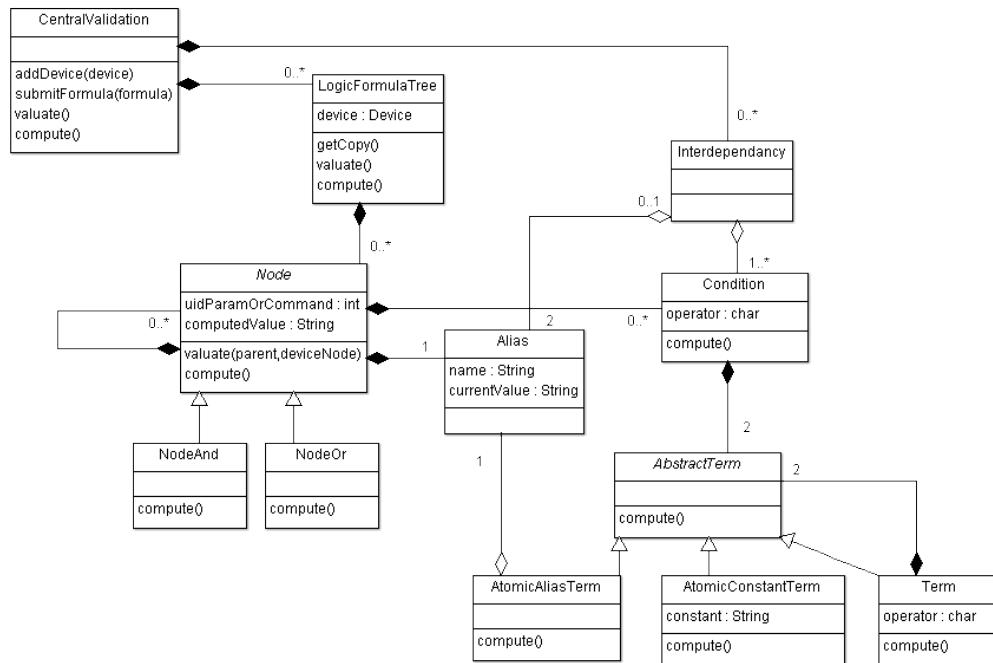 CentralValidation
addDevice(device)
submitFormula(formula)
valuate()
compute()
0..*
LogicFormulaTree
device : Device
getCopy()
valuate()
compute()
0..*
Interdependancy
0..1
0..*
1..*
Node
uidParamOrCommand : int
computedValue : String
valuate(parent,deviceNode)
compute()
0..*
Condition
operator : char
compute()
0..*
2
1
Alias
name : String
currentValue : String
2
NodeAnd
compute()
NodeOr
compute()
1
AbstractTerm
compute()
2
AtomicAliasTerm
compute()
AtomicConstantTerm
constant : String
compute()
Term
operator : char
compute()